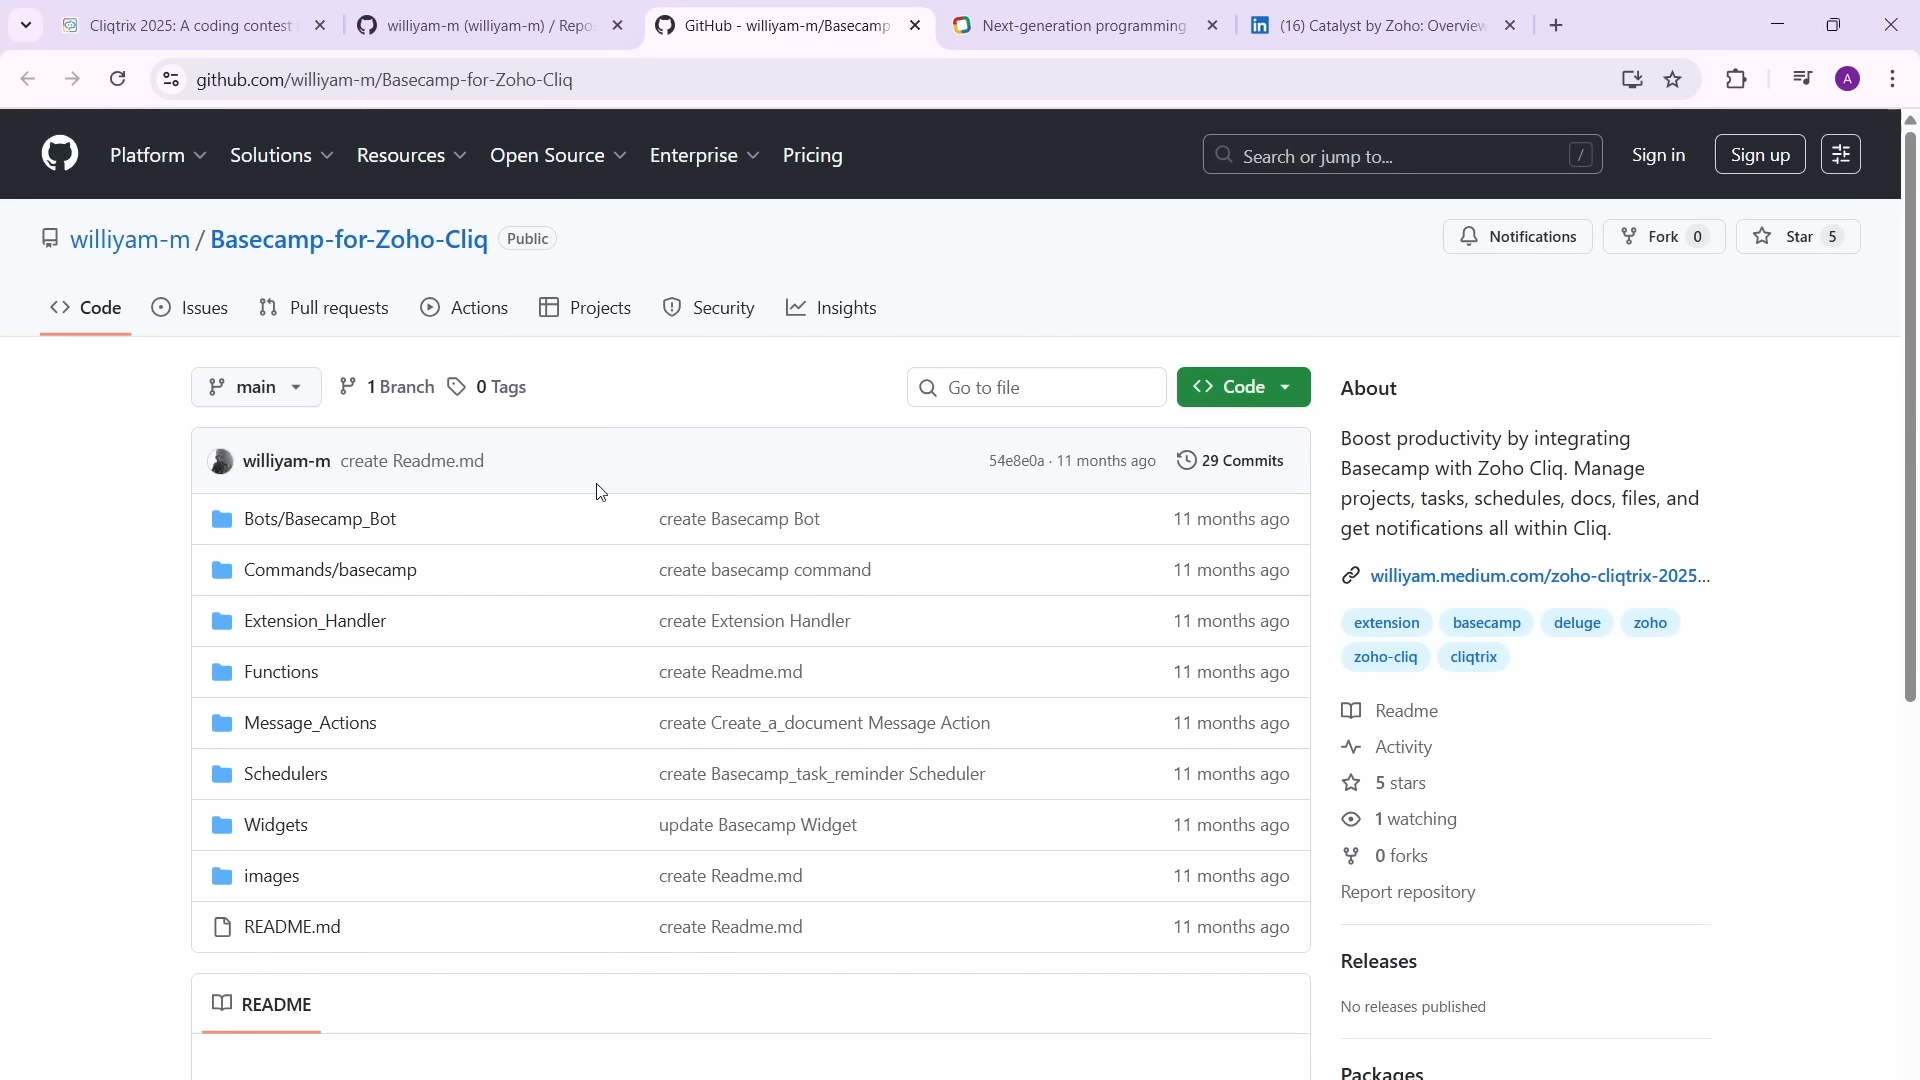 Cliqtrix 2025: A coding contest
williyam-m (williyam-m) / Repo
GitHub - williyam-m/Basecamp
Next-generation programming
(16) Catalyst by Zoho: Overview
github.com/williyam-m/Basecamp-for-Zoho-Cliq
A
Platform
Solutions
Resources
Open Source
Enterprise
Pricing
Search or jump to...
/
Sign in
Sign up
williyam-m / Basecamp-for-Zoho-Cliq
Public
Notifications
Fork 0
Star 5
Code
Issues
Pull requests
Actions
Projects
Security
Insights
main
1 Branch
0 Tags
Go to file
Code
williyam-m create Readme.md
54e8e0a · 11 months ago
29 Commits
Bots/Basecamp_Bot create Basecamp Bot 11 months ago
Commands/basecamp create basecamp command 11 months ago
Extension_Handler create Extension Handler 11 months ago
Functions create Readme.md 11 months ago
Message_Actions create Create_a_document Message Action 11 months ago
Schedulers create Basecamp_task_reminder Scheduler 11 months ago
Widgets update Basecamp Widget 11 months ago
images create Readme.md 11 months ago
README.md create Readme.md 11 months ago
README
About
Boost productivity by integrating
Basecamp with Zoho Cliq. Manage
projects, tasks, schedules, docs, files, and
get notifications all within Cliq.
williyam.medium.com/zoho-cliqtrix-2025...
extension basecamp deluge zoho
zoho-cliq cliqtrix
Readme
Activity
5 stars
1 watching
0 forks
Report repository
Releases
No releases published
Packages